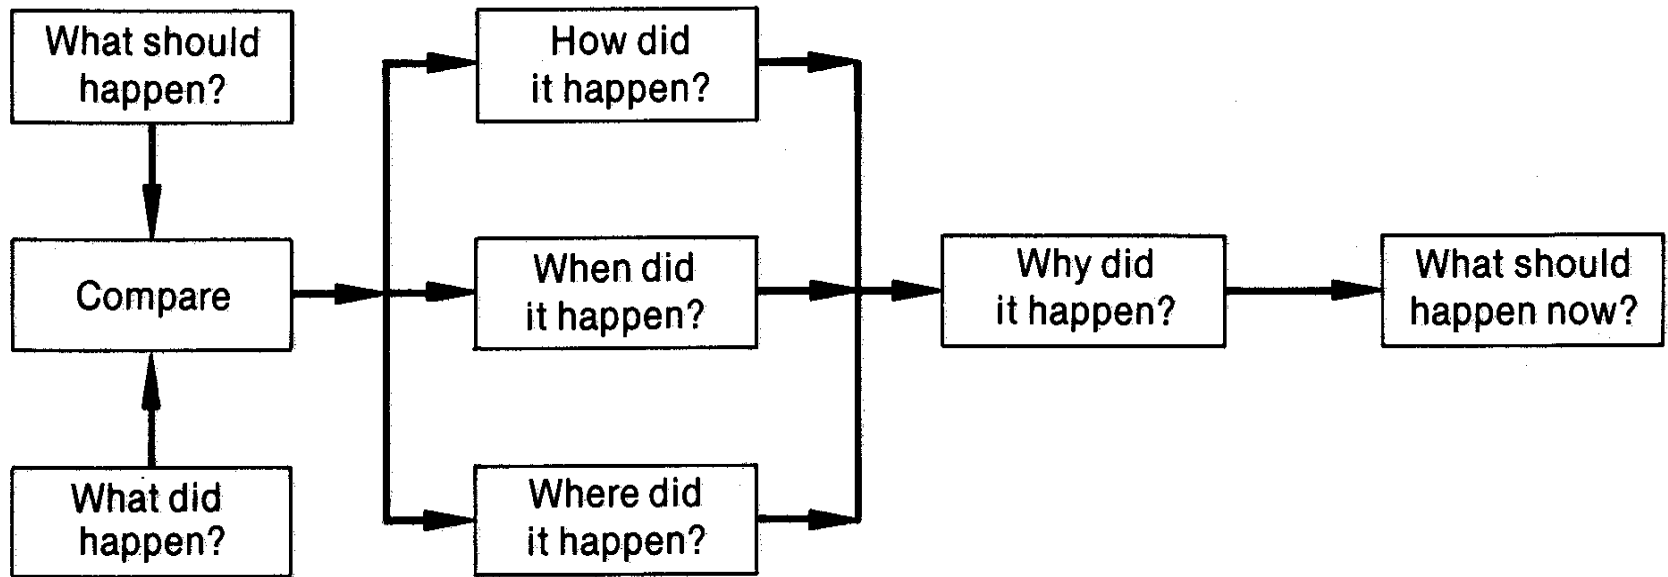 What should
happen?
Compare
What did
happen?
How did
it happen?
When did
it happen?
Where did
it happen?
Why did
it happen?
What should
happen now?